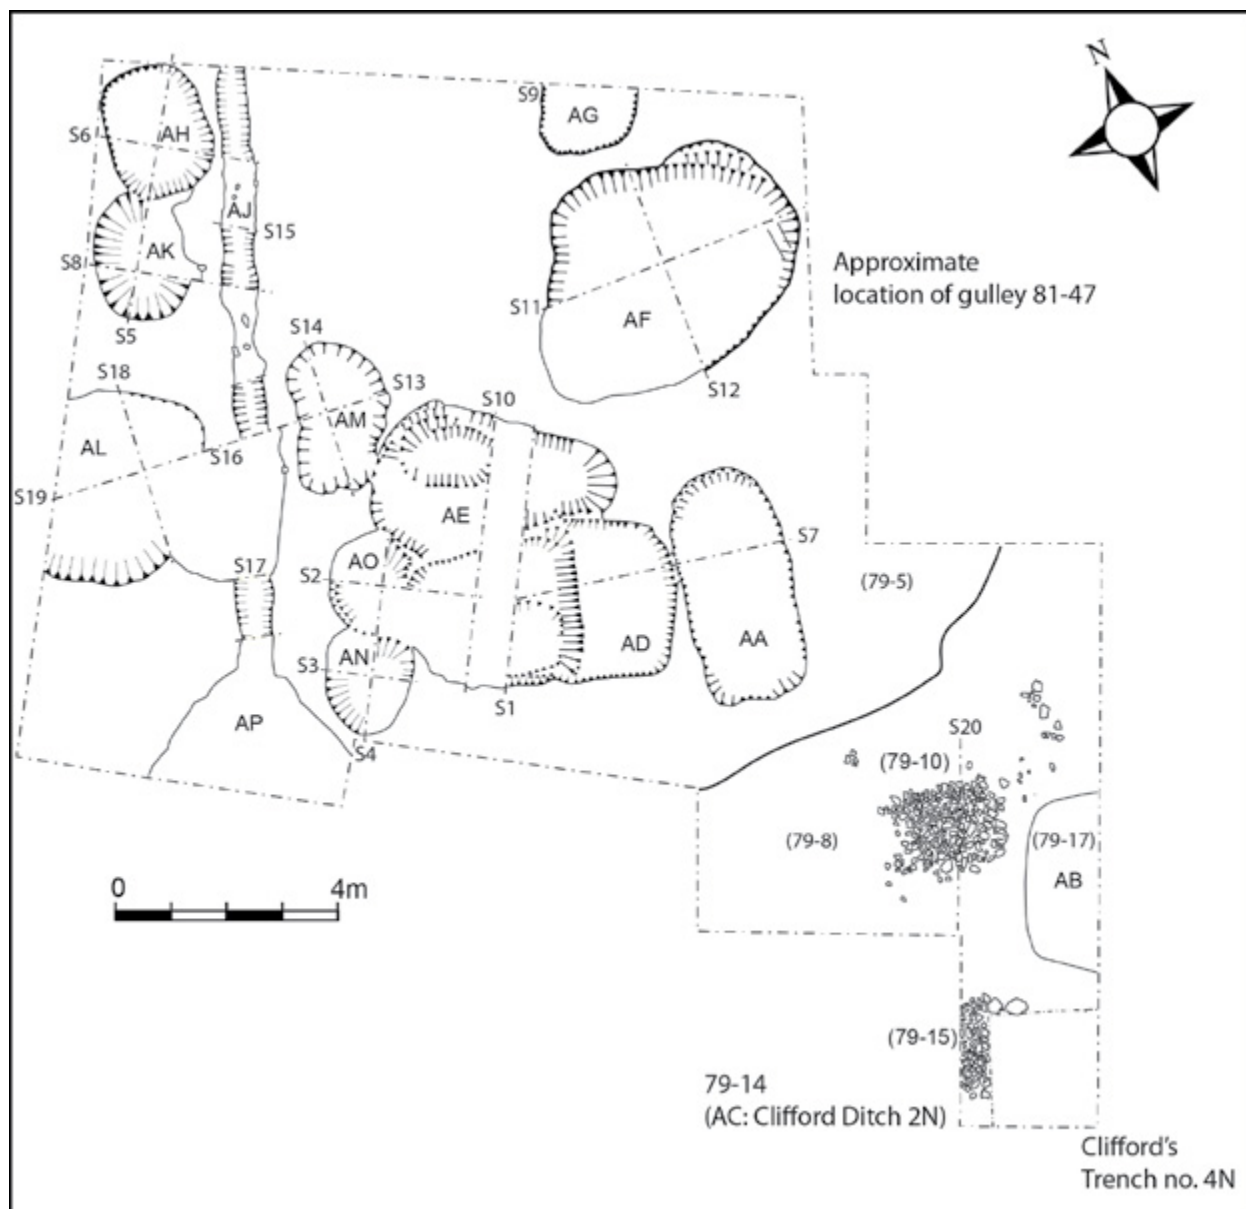 N
S9
AG
S6
AH
AJ
S15
AK
S8
S5
Approximate
location of gulley 81-47
S11
AF
S14
S12
S18
S13
S10
AM
AL
S16
S19
AE
S7
AO
S17
S2
(79-5)
AD
AA
AN
S3
S1
AP
S4
S20
(79-10)
(79-8)
(79-17)
AB
0
4m
(79-15)
79-14
(AC: Clifford Ditch 2N)
Clifford's
Trench no. 4N